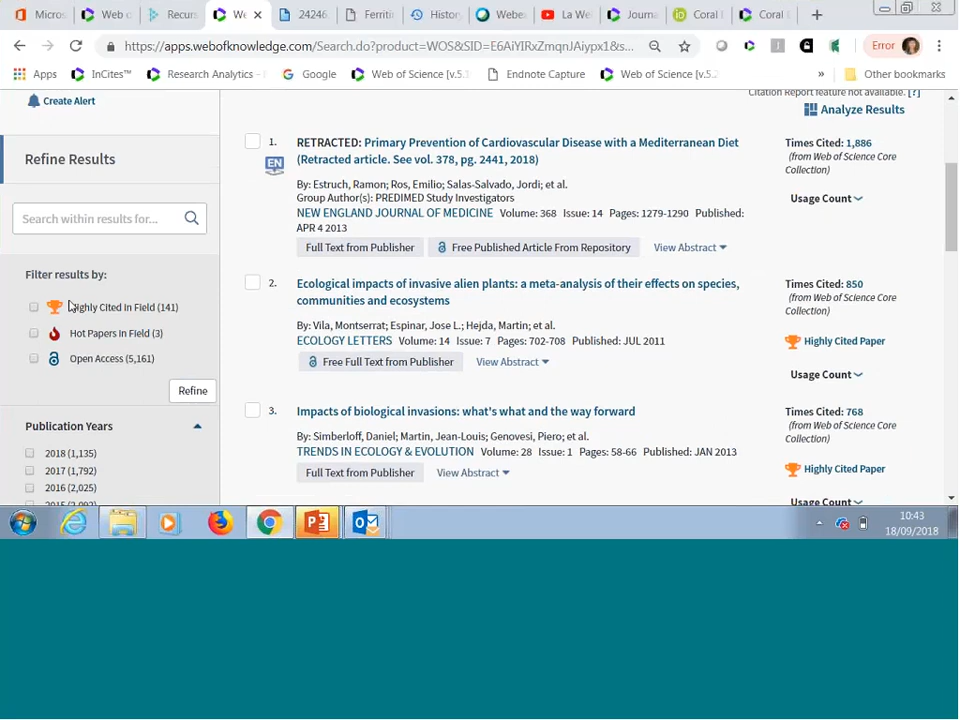 Micros
Web o
Recurs
We
24246
Ferriti
History
Webex
La We
Journa
Coral
Coral
https://apps.webofknowledge.com/Search.do?product=WOS&SID=E6AiYIRxZmqnJAiypx1&s...
Error
Apps
InCites™
Research Analytics -
Google
Web of Science [v.5.1
Endnote Capture
Web of Science [v.5.2
»
Other bookmarks
Create Alert
Refine Results
Search within results for...
Filter results by:
Highly Cited in Field (141)
Hot Papers in Field (3)
Open Access (5,161)
Refine
Publication Years
2018 (1,135)
2017 (1,792)
2016 (2,025)
Citation Report feature not available. [?]
Analyze Results
1. RETRACTED: Primary Prevention of Cardiovascular Disease with a Mediterranean Diet
(Retracted article. See vol. 378, pg. 2441, 2018)
EN
By: Estruch, Ramon; Ros, Emilio; Salas-Salvado, Jordi; et al.
Group Author(s): PREDIMED Study Investigators
NEW ENGLAND JOURNAL OF MEDICINE Volume: 368 Issue: 14 Pages: 1279-1290 Published:
APR 4 2013
Full Text from Publisher
Free Published Article From Repository
View Abstract
Times Cited: 1,886
(from Web of Science Core
Collection)
Usage Count
2. Ecological impacts of invasive alien plants: a meta-analysis of their effects on species,
communities and ecosystems
By: Vila, Montserrat; Espinar, Jose L.; Hejda, Martin; et al.
ECOLOGY LETTERS Volume: 14 Issue: 7 Pages: 702-708 Published: JUL 2011
Free Full Text from Publisher
View Abstract
Times Cited: 850
(from Web of Science Core
Collection)
Highly Cited Paper
Usage Count
3. Impacts of biological invasions: what's what and the way forward
By: Simberloff, Daniel; Martin, Jean-Louis; Genovesi, Piero; et al.
TRENDS IN ECOLOGY & EVOLUTION Volume: 28 Issue: 1 Pages: 58-66 Published: JAN 2013
Full Text from Publisher
View Abstract
Times Cited: 768
(from Web of Science Core
Collection)
Highly Cited Paper
Usage Count
10:43
18/09/2018